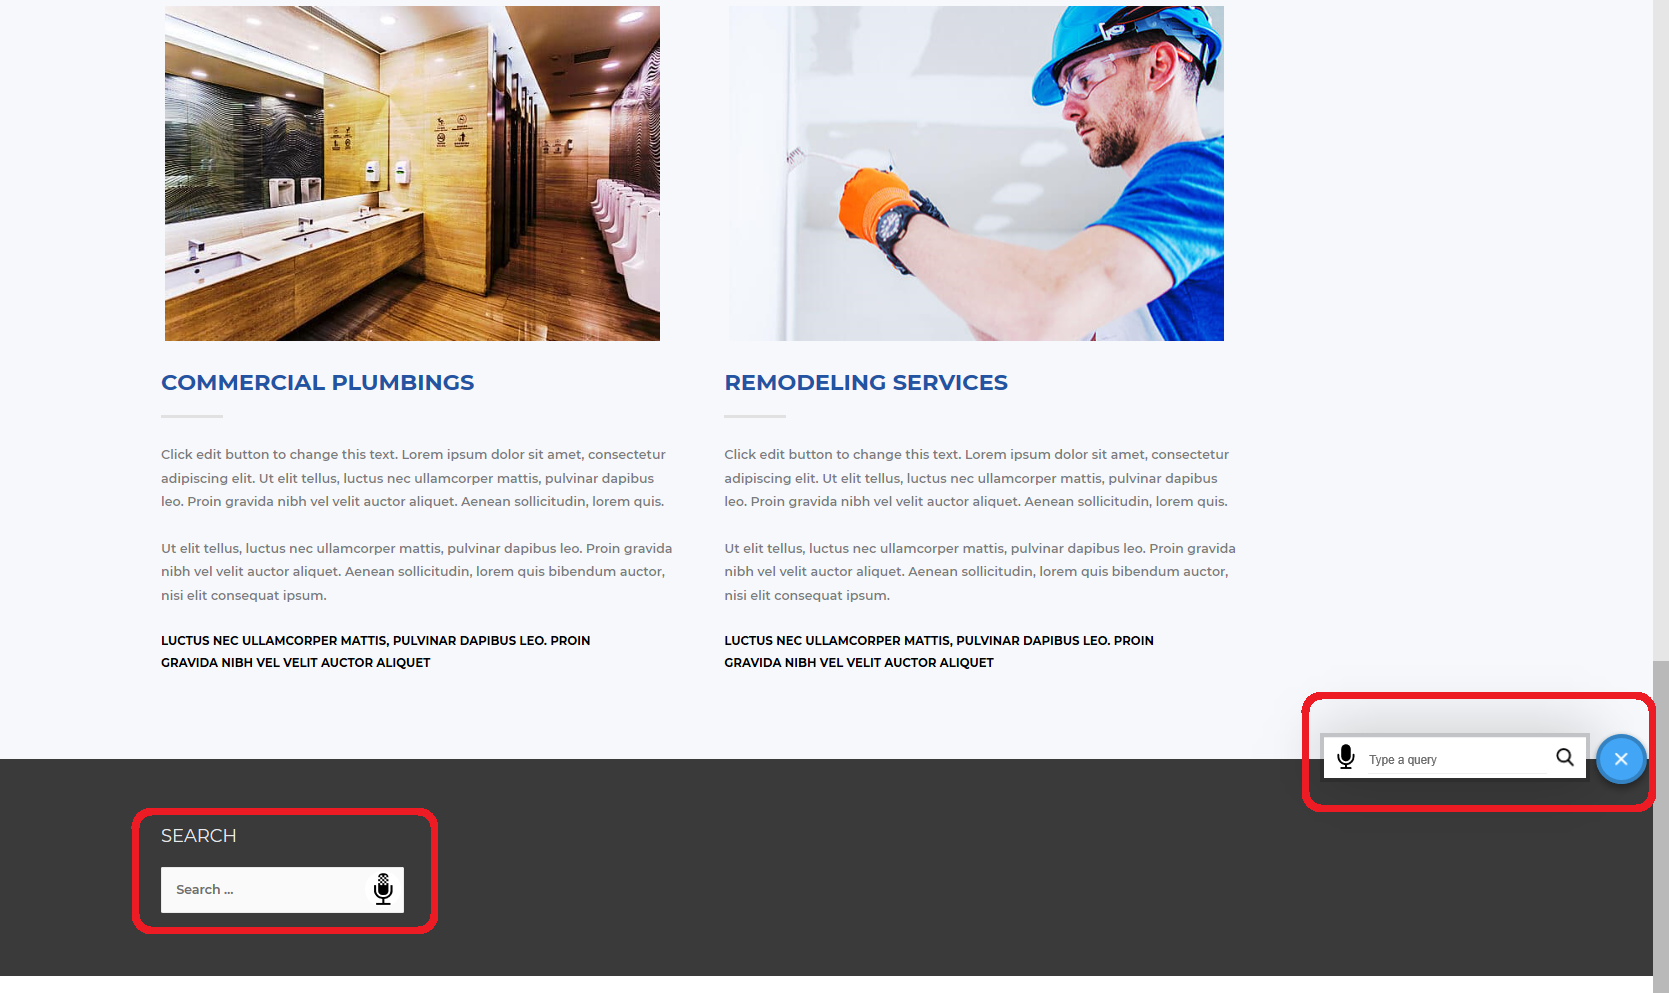 COMMERCIAL PLUMBINGS
Click edit button to change this text. Lorem ipsum dolor sit amet, consectetur
adipiscing elit. Ut elit tellus, luctus nec ullamcorper mattis, pulvinar dapibus
leo. Proin gravida nibh vel velit auctor aliquet. Aenean sollicitudin, lorem quis.
Ut elit tellus, luctus nec ullamcorper mattis, pulvinar dapibus leo. Proin gravida
nibh vel velit auctor aliquet. Aenean sollicitudin, lorem quis bibendum auctor,
nisi elit consequat ipsum.
LUCTUS NEC ULLAMCORPER MATTIS, PULVINAR DAPIBUS LEO. PROIN
GRAVIDA NIBH VEL VELIT AUCTOR ALIQUET
REMODELING SERVICES
Click edit button to change this text. Lorem ipsum dolor sit amet, consectetur
adipiscing elit. Ut elit tellus, luctus nec ullamcorper mattis, pulvinar dapibus
leo. Proin gravida nibh vel velit auctor aliquet. Aenean sollicitudin, lorem quis.
Ut elit tellus, luctus nec ullamcorper mattis, pulvinar dapibus leo. Proin gravida
nibh vel velit auctor aliquet. Aenean sollicitudin, lorem quis bibendum auctor,
nisi elit consequat ipsum.
LUCTUS NEC ULLAMCORPER MATTIS, PULVINAR DAPIBUS LEO. PROIN
GRAVIDA NIBH VEL VELIT AUCTOR ALIQUET
Type a query
SEARCH
Search ...